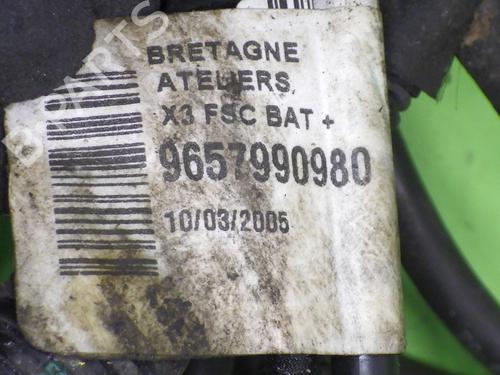 BRETAGNE
ATELIERS
X3 FSC BAT +
9657990980
10/03/2005